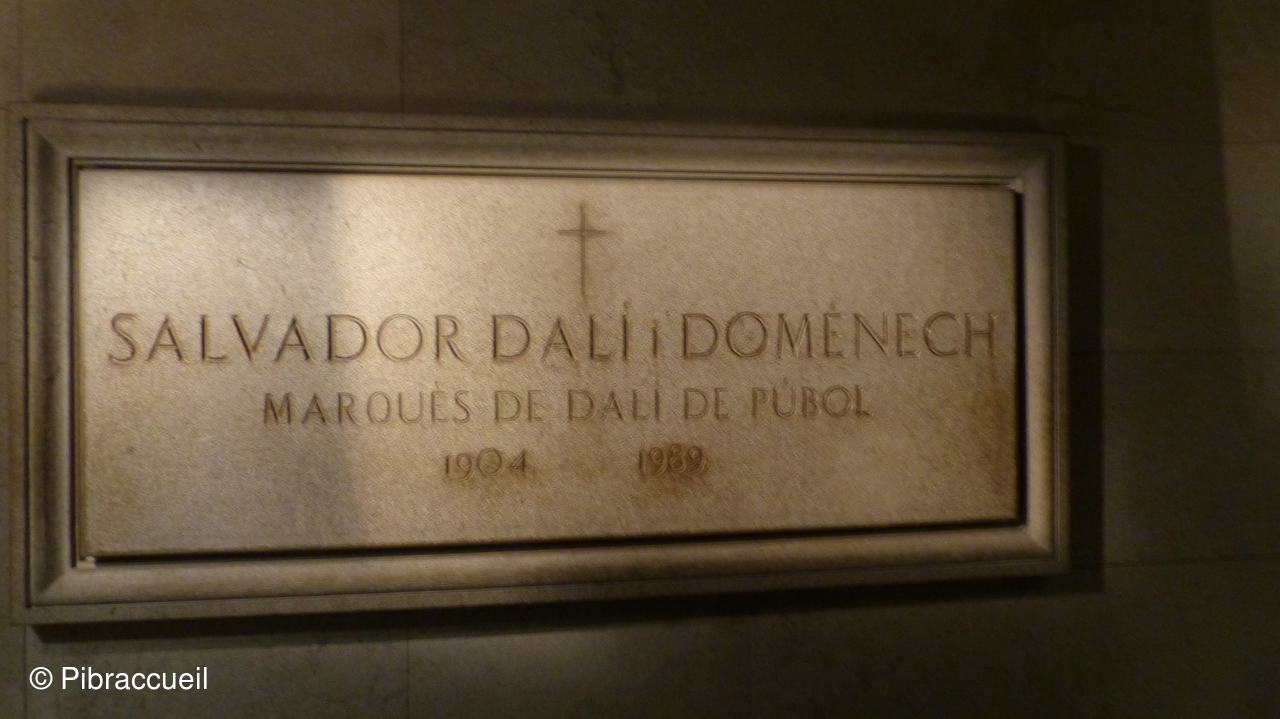 SALVADOR DALÍ i DOMÈNECH
MARQUÈS DE DALÍ DE PÚBOL
1904 1989
© Pibraccueil